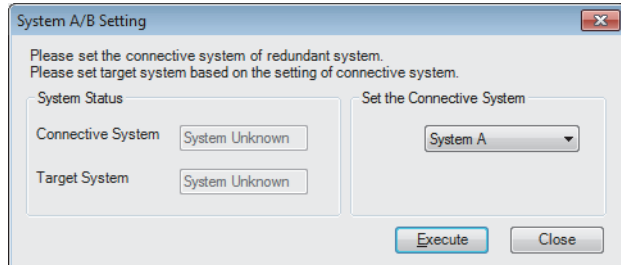 System A/B Setting
Please set the connective system of redundant system.
Please set target system based on the setting of connective system.
System Status
Set the Connective System
Connective System
System Unknown
System A
Target System
System Unknown
Execute
Close